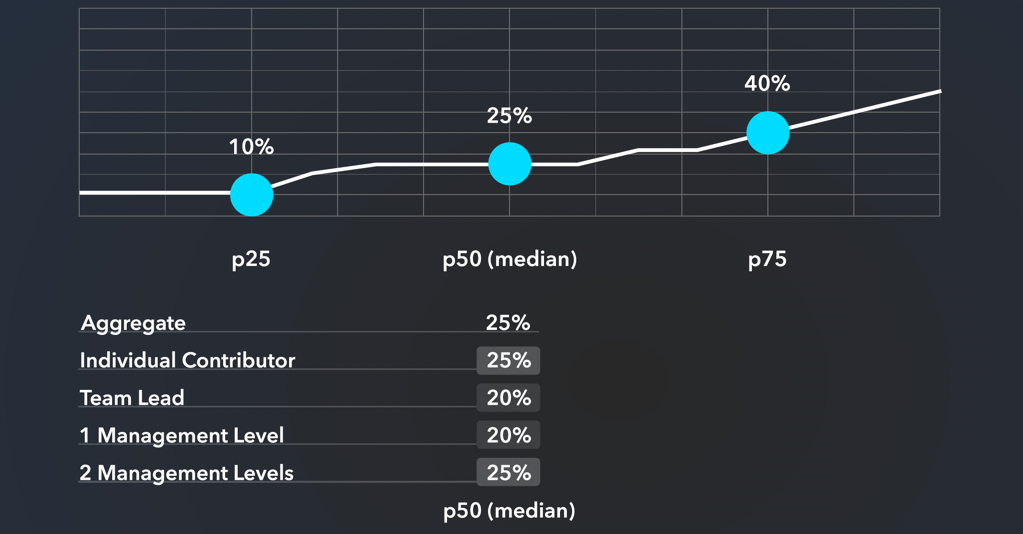 40%
25%
10%
p25 p50 (median) p75
Aggregate 25%
Individual Contributor 25%
Team Lead 20%
1 Management Level 20%
2 Management Levels 25%
p50 (median)